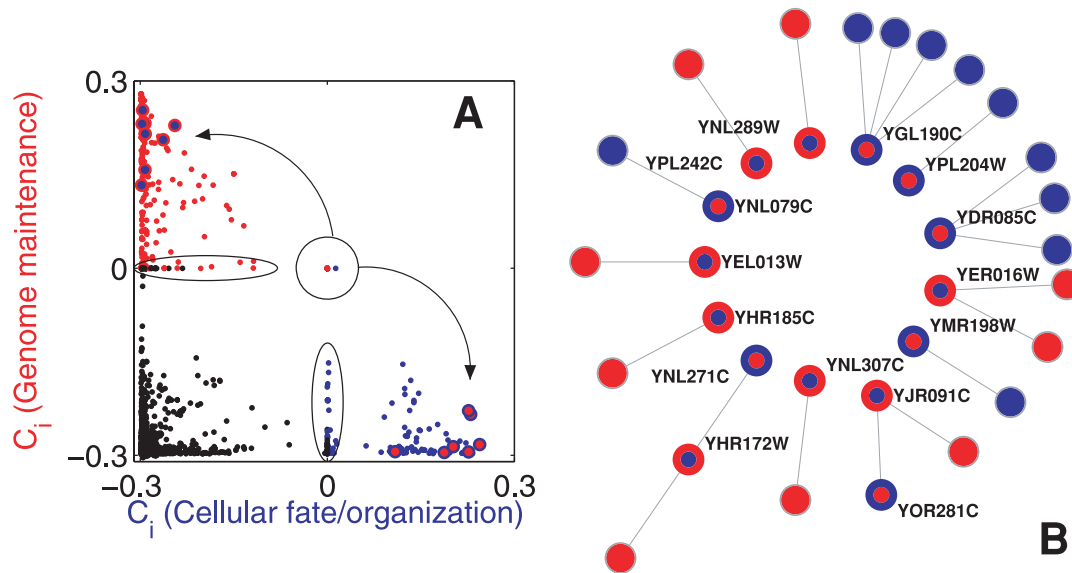 A
0.3
0
−0.3
C_i (Genome maintenance)
−0.3
0
0.3
C_i (Cellular fate/organization)
YNL289W
YGL190C
YPL242C
YPL204W
YNL079C
YDR085C
YEL013W
YER016W
YHR185C
YMR198W
YNL271C
YNL307C
YJR091C
YHR172W
YOR281C
B